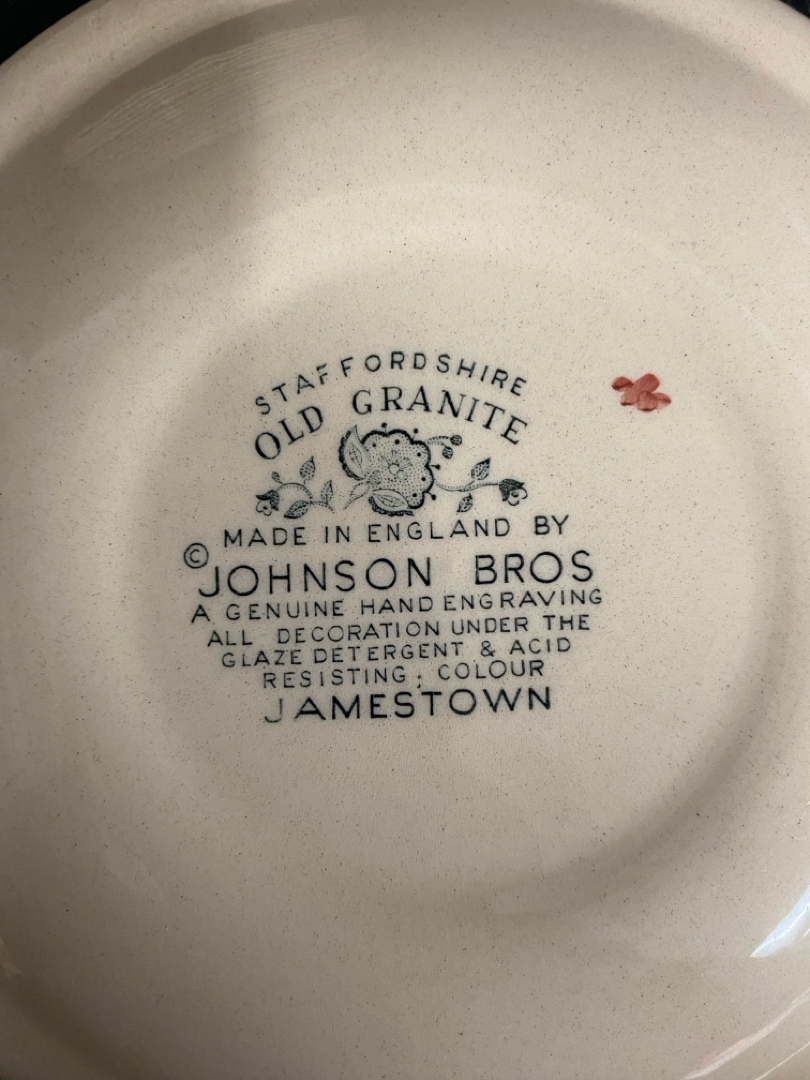 STAFFORDSHIRE
OLD GRANITE
MADE IN ENGLAND BY
© JOHNSON BROS
A GENUINE HAND ENGRAVING
ALL DECORATION UNDER THE
GLAZE DETERGENT & ACID
RESISTING: COLOUR
JAMESTOWN